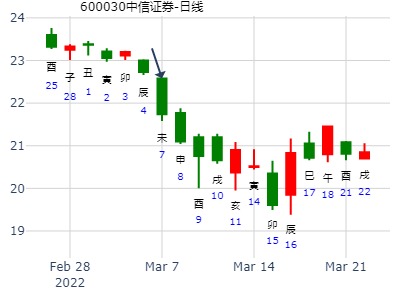 600030中信证券-日线
24
23
22
21
20
19
酉
25
子
28
丑
1
寅
2
卯
3
辰
4
未
7
申
8
酉
9
戌
10
亥
11
寅
14
卯
15
辰
16
巳
17
午
18
酉
21
戌
22
Feb 28
2022
Mar 7
Mar 14
Mar 21